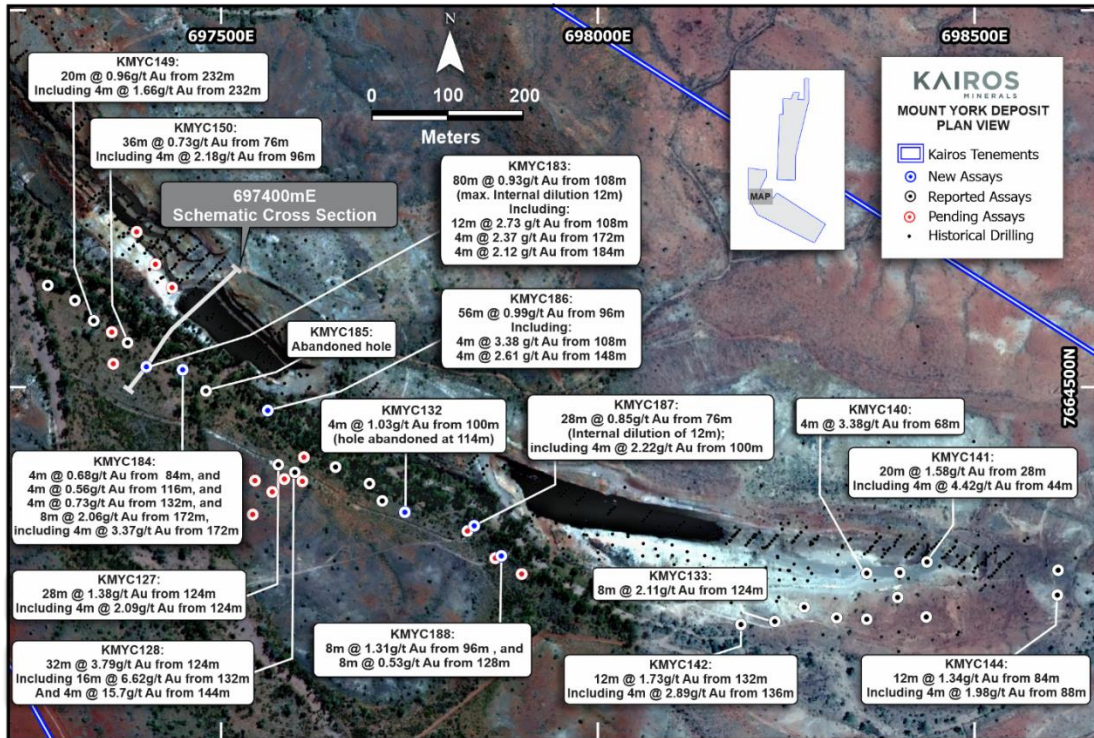 697500E
698000E
698500E
N
0 100 200
Meters
KAIROS
MINERALS
MOUNT YORK DEPOSIT
PLAN VIEW
Kairos Tenements
New Assays
Reported Assays
Pending Assays
Historical Drilling
MAP
7664500N
KMYC149:
20m @ 0.96g/t Au from 232m
Including 4m @ 1.66g/t Au from 232m
KMYC150:
36m @ 0.73g/t Au from 76m
Including 4m @ 2.18g/t Au from 96m
697400mE
Schematic Cross Section
KMYC183:
80m @ 0.93g/t Au from 108m
(max. Internal dilution 12m)
Including:
12m @ 2.73 g/t Au from 108m
4m @ 2.37 g/t Au from 172m
4m @ 2.12 g/t Au from 184m
KMYC185:
Abandoned hole
KMYC186:
56m @ 0.99g/t Au from 96m
Including:
4m @ 3.38 g/t Au from 108m
4m @ 2.61 g/t Au from 148m
KMYC132
4m @ 1.03g/t Au from 100m
(hole abandoned at 114m)
KMYC187:
28m @ 0.85g/t Au from 76m
(Internal dilution of 12m);
including 4m @ 2.22g/t Au from 100m
KMYC140:
4m @ 3.38g/t Au from 68m
KMYC141:
20m @ 1.58g/t Au from 28m
Including 4m @ 4.42g/t Au from 44m
KMYC184:
4m @ 0.68g/t Au from 84m, and
4m @ 0.56g/t Au from 116m, and
4m @ 0.73g/t Au from 132m, and
8m @ 2.06g/t Au from 172m,
including 4m @ 3.37g/t Au from 172m
KMYC127:
28m @ 1.38g/t Au from 124m
Including 4m @ 2.09g/t Au from 124m
KMYC128:
32m @ 3.79g/t Au from 124m
Including 16m @ 6.62g/t Au from 132m
And 4m @ 15.7g/t Au from 144m
KMYC188:
8m @ 1.31g/t Au from 96m , and
8m @ 0.53g/t Au from 128m
KMYC133:
8m @ 2.11g/t Au from 124m
KMYC142:
12m @ 1.73g/t Au from 132m
Including 4m @ 2.89g/t Au from 136m
KMYC144:
12m @ 1.34g/t Au from 84m
Including 4m @ 1.98g/t Au from 88m